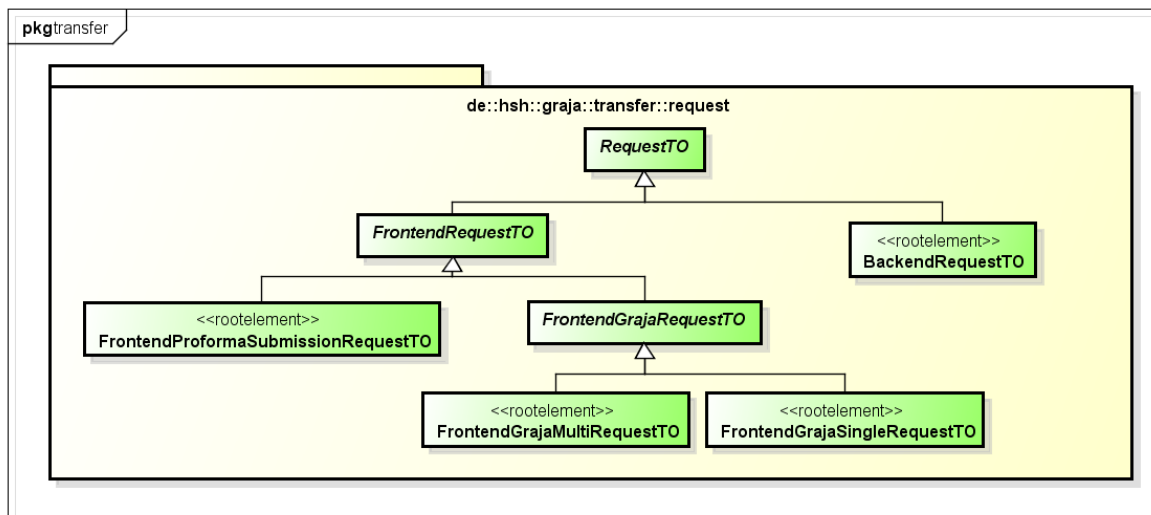 pkgtransfer
de::hsh::graja::transfer::request
RequestTO
FrontendRequestTO
<<rootelement>>
BackendRequestTO
<<rootelement>>
FrontendProformaSubmissionRequestTO
FrontendGrajaRequestTO
<<rootelement>>
FrontendGrajaMultiRequestTO
<<rootelement>>
FrontendGrajaSingleRequestTO